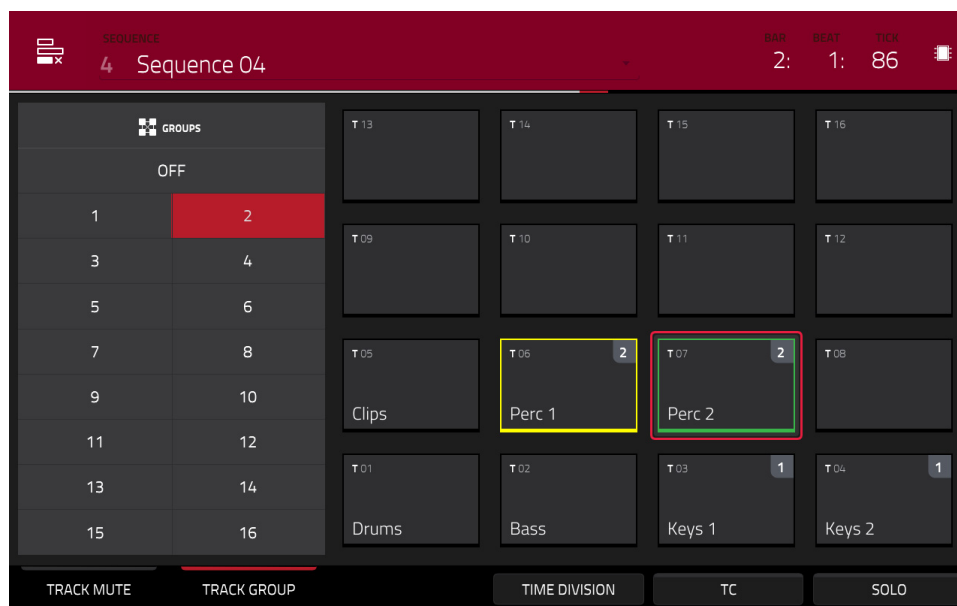 SEQUENCE
4 Sequence 04
BAR BEAT TICK
2: 1: 86
GROUPS
OFF
1 2
3 4
5 6
7 8
9 10
11 12
13 14
15 16
T 13 T 14 T 15 T 16
T 09 T 10 T 11 T 12
T 05 T 06 2 T 07 2 T 08
Clips Perc 1 Perc 2
T 01 T 02 T 03 1 T 04 1
Drums Bass Keys 1 Keys 2
TRACK MUTE TRACK GROUP TIME DIVISION TC SOLO